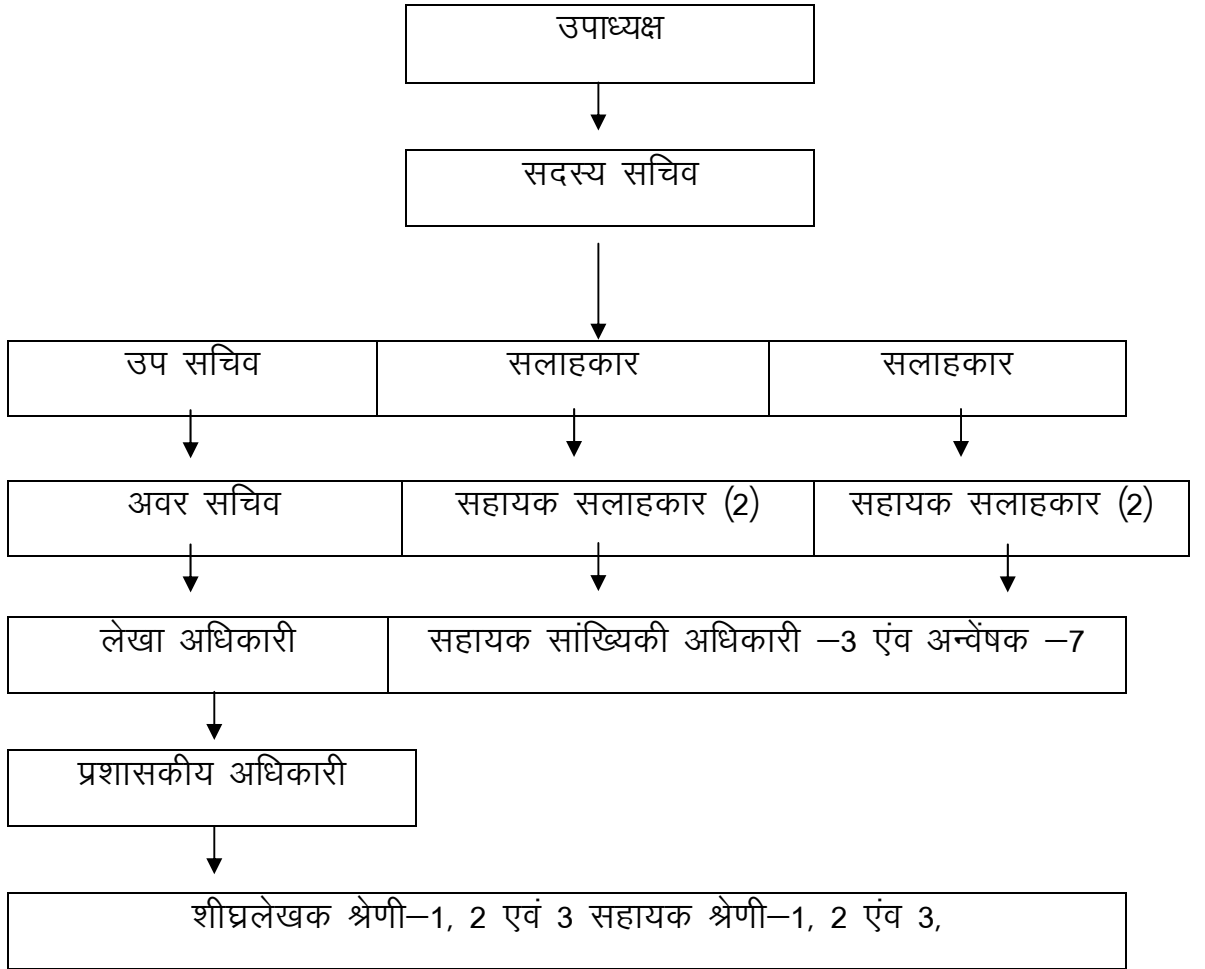 उपाध्यक्ष
सदस्य सचिव
उप सचिव सलाहकार सलाहकार
अवर सचिव सहायक सलाहकार (2) सहायक सलाहकार (2)
लेखा अधिकारी सहायक सांख्यिकी अधिकारी –3 एंव अन्वेंषक –7
प्रशासकीय अधिकारी
शीघ्रलेखक श्रेणी–1, 2 एवं 3 सहायक श्रेणी–1, 2 एंव 3,